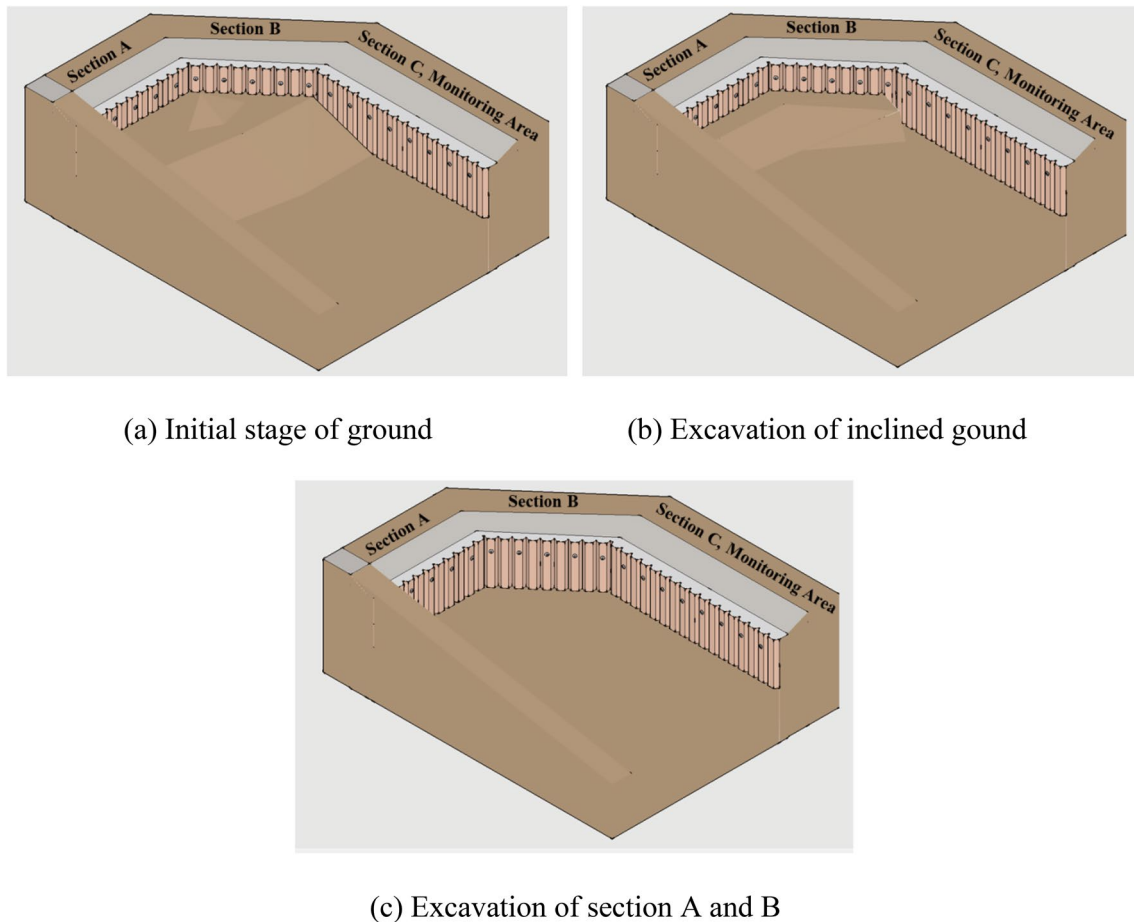 Section A
Section B
Section C, Monitoring Area
Section A
Section B
Section C, Monitoring Area
(a) Initial stage of ground
(b) Excavation of inclined gound
Section A
Section B
Section C, Monitoring Area
(c) Excavation of section A and B